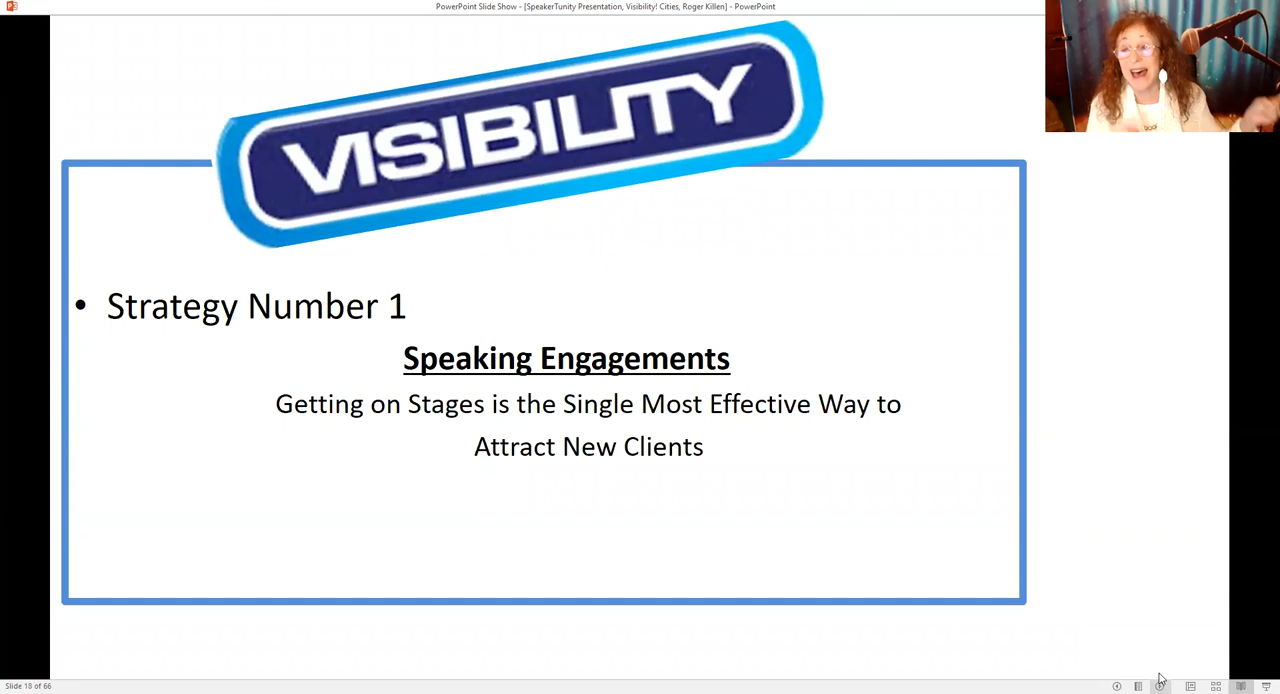 PowerPoint Slide Show - [SpeakerTunity Presentation, Visibility! Cities, Roger Killen] - PowerPoint
VISIBILITY
• Strategy Number 1
Speaking Engagements
Getting on Stages is the Single Most Effective Way to
Attract New Clients
Slide 18 of 66